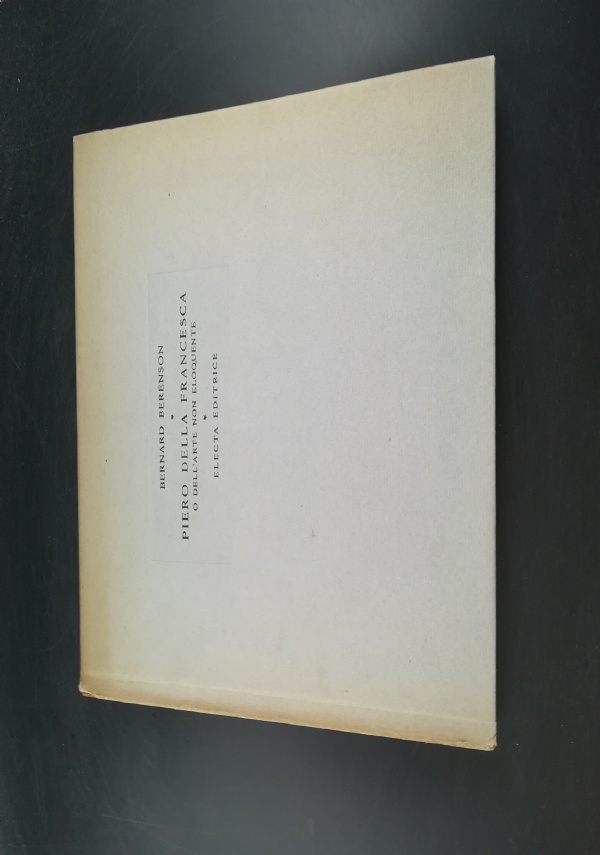 BERNARD BERENSON
PIERO DELLA FRANCESCA
O DELL'ARTE NON ELOQUENTE
ELECTA EDITRICE